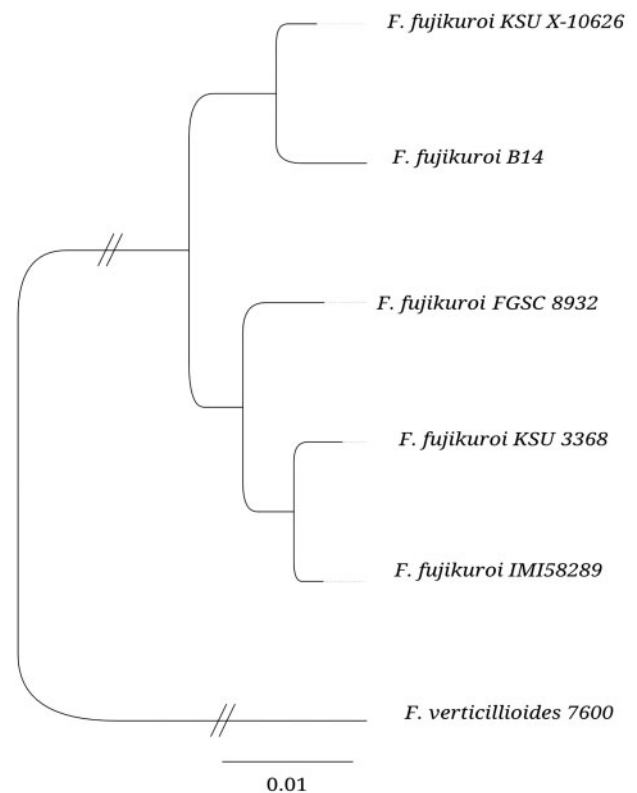 F. fujikuroi KSU X-10626
F. fujikuroi B14
F. fujikuroi FGSC 8932
F. fujikuroi KSU 3368
F. fujikuroi IMI58289
F. verticillioides 7600
0.01